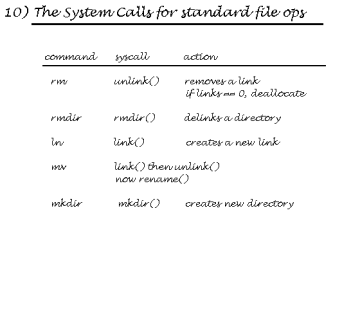 10) The System Calls for standard file ops
command syscall action
rm unlink() removes a link
if links == 0, deallocate
rmdir rmdir() delinks a directory
ln link() creates a new link
mv link() then unlink()
now rename()
mkdir mkdir() creates new directory